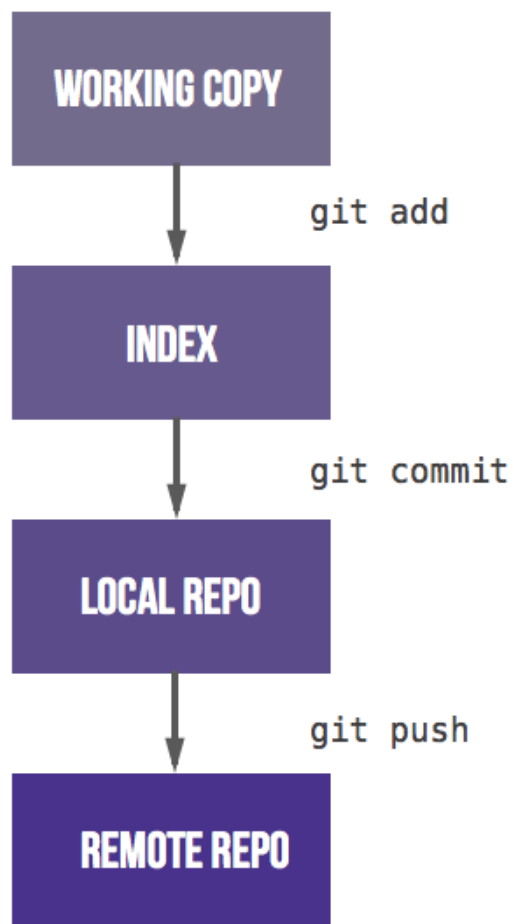 WORKING COPY
git add
INDEX
git commit
LOCAL REPO
git push
REMOTE REPO